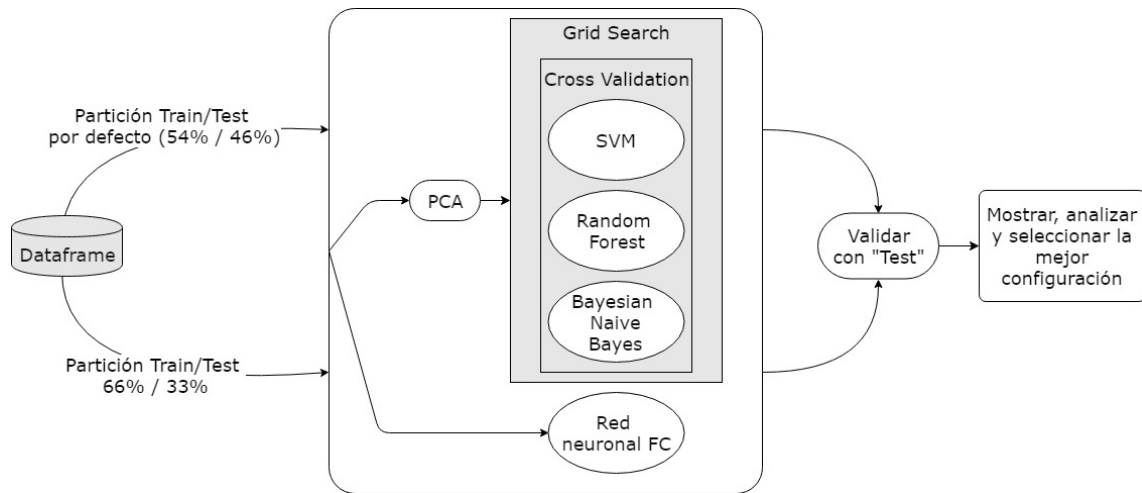 Grid Search
Cross Validation
Partición Train/Test
por defecto (54% / 46%)
SVM
PCA
Dataframe
Random
Forest
Validar
con "Test"
Mostrar, analizar
y seleccionar la
mejor
configuración
Bayesian
Naive
Bayes
Partición Train/Test
66% / 33%
Red
neuronal FC